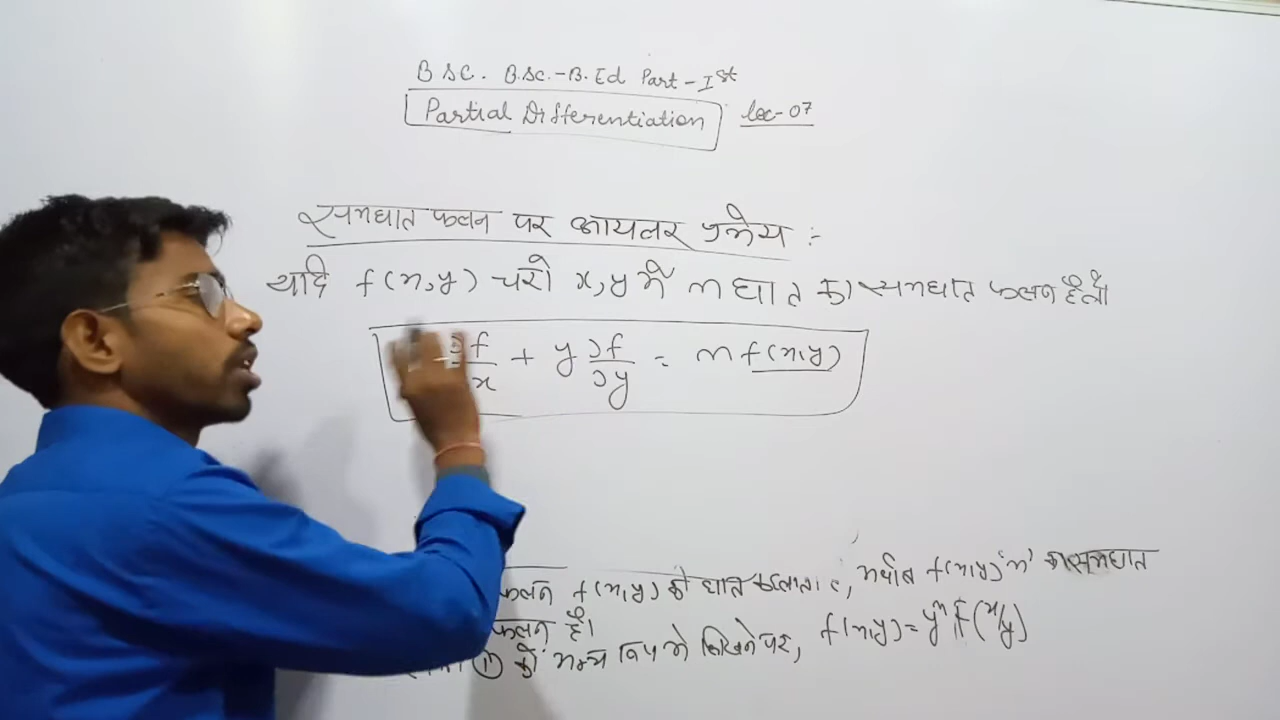 BSC. B.Sc.-B.Ed Part-Ist
Partial Differentiation lec-07
समघात फलन पर आयलर प्रमेय :-
यदि f(x,y) चरो x,y में n घात का समघात फलन है तो
∂f/x + y ∂f/∂y = n f(x,y)
फलन f(x,y) की घात कहलाता, अर्थात f(x,y) 'n' का समघात
फलन है।
को अन्य रूप में लिखने पर, f(x,y) = yⁿ F(x/y)